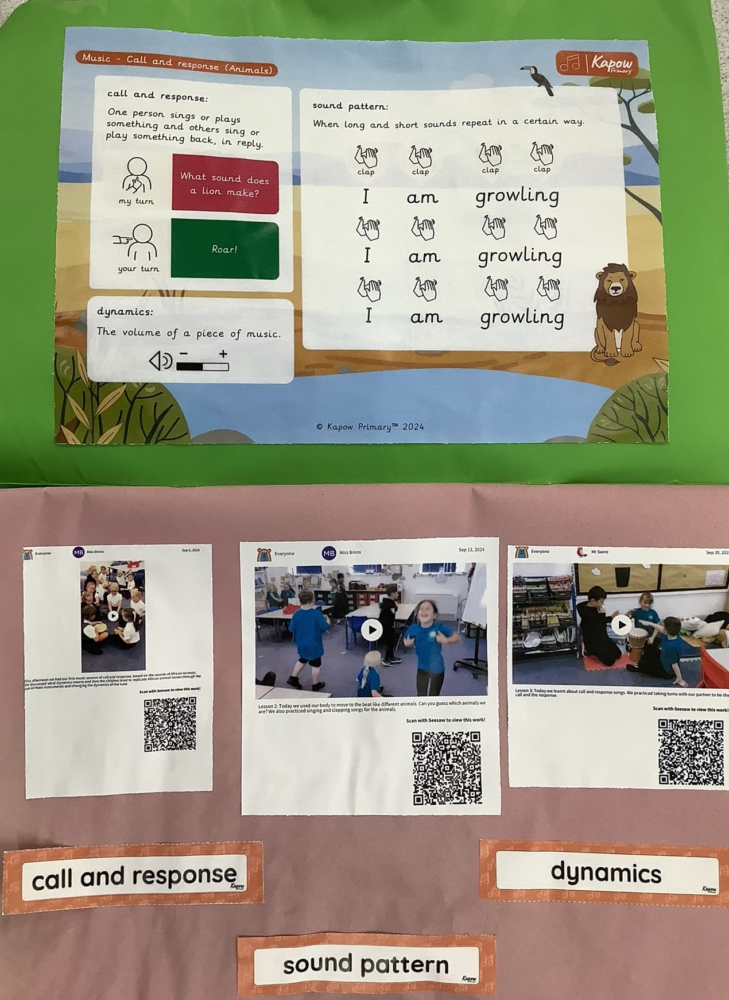 Music - Call and response (Animals)
Kapow
Primary
call and response:
One person sings or plays
something and others sing or
play something back, in reply.
my turn
What sound does
a lion make?
your turn
Roar!
dynamics:
The volume of a piece of music.
- +
sound pattern:
When long and short sounds repeat in a certain way.
clap clap clap clap
I am growling
I am growling
I am growling
© Kapow Primary™ 2024
Everyone MB Miss Binns Sep 5, 2024
This afternoon we had our first music session of call and response, based on the sounds of African Animals.
We discussed what dynamics means and then the children tried to replicate African animal noises through the
use of their instruments and changing the dynamics of the tune.
Scan with Seesaw to view this work!
Everyone MB Miss Binns Sep 13, 2024
Lesson 2: Today we used our body to move to the beat like different animals. Can you guess which animals we
are? We also practiced singing and clapping songs for the animals.
Scan with Seesaw to view this work!
Everyone Mr Swire Sep 20, 202
Lesson 3: Today we learnt about call and response songs. We practiced taking turns with our partner to be the
call and the response.
Scan with Seesaw to view this work!
call and response
Kapow
dynamics
Kapow
sound pattern
Kapow